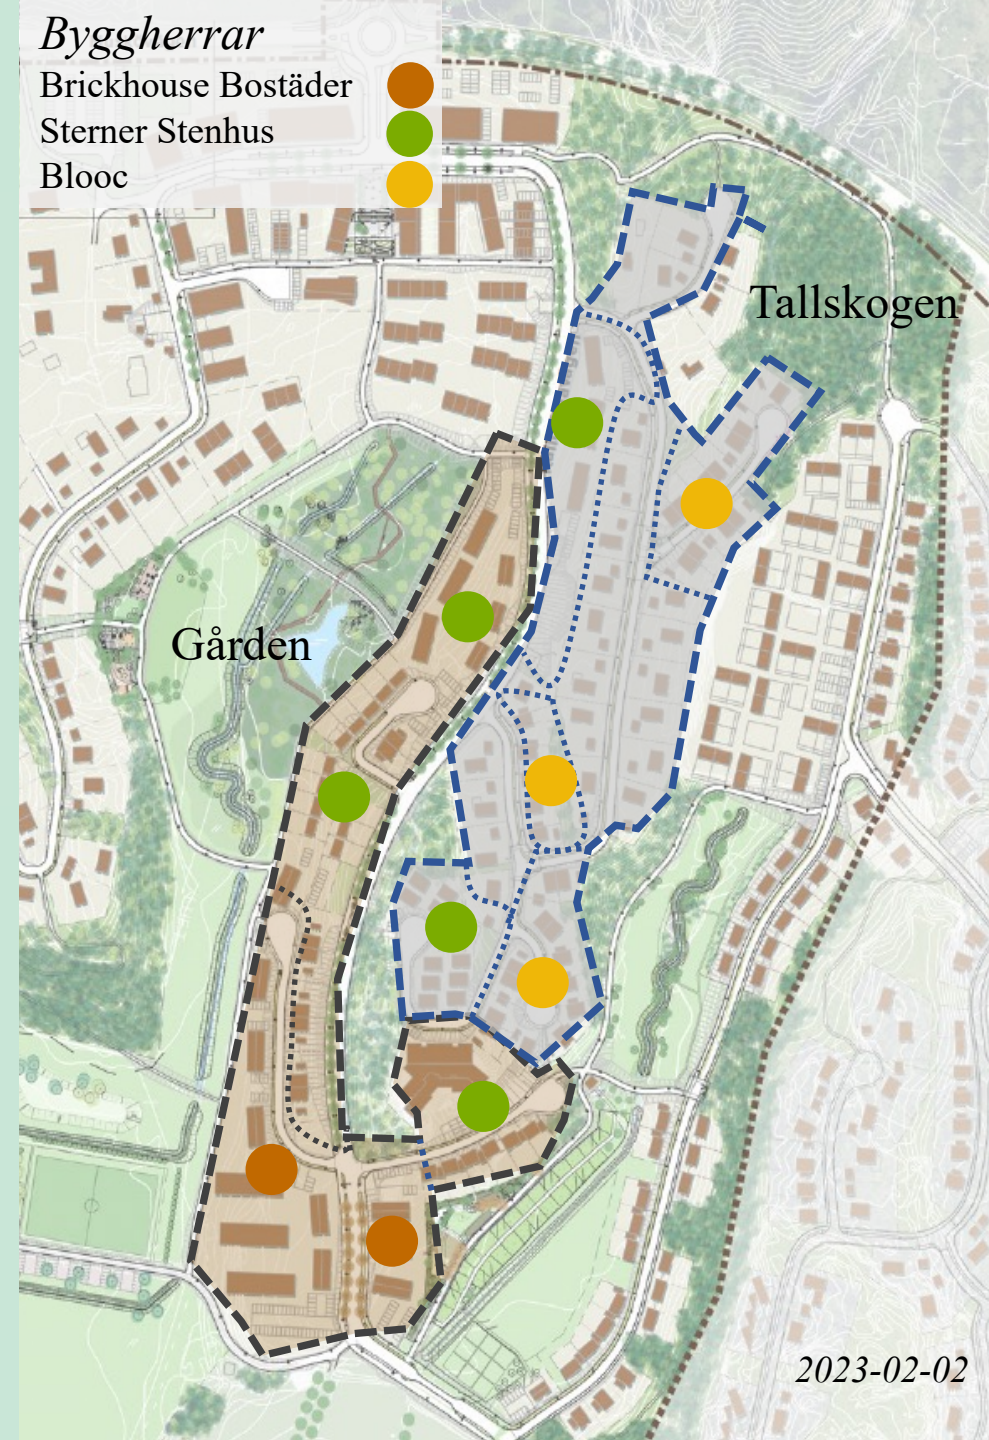 Byggherrar
Brickhouse Bostäder
Sterner Stenhus
Blooc
Tallskogen
Gården
2023-02-02